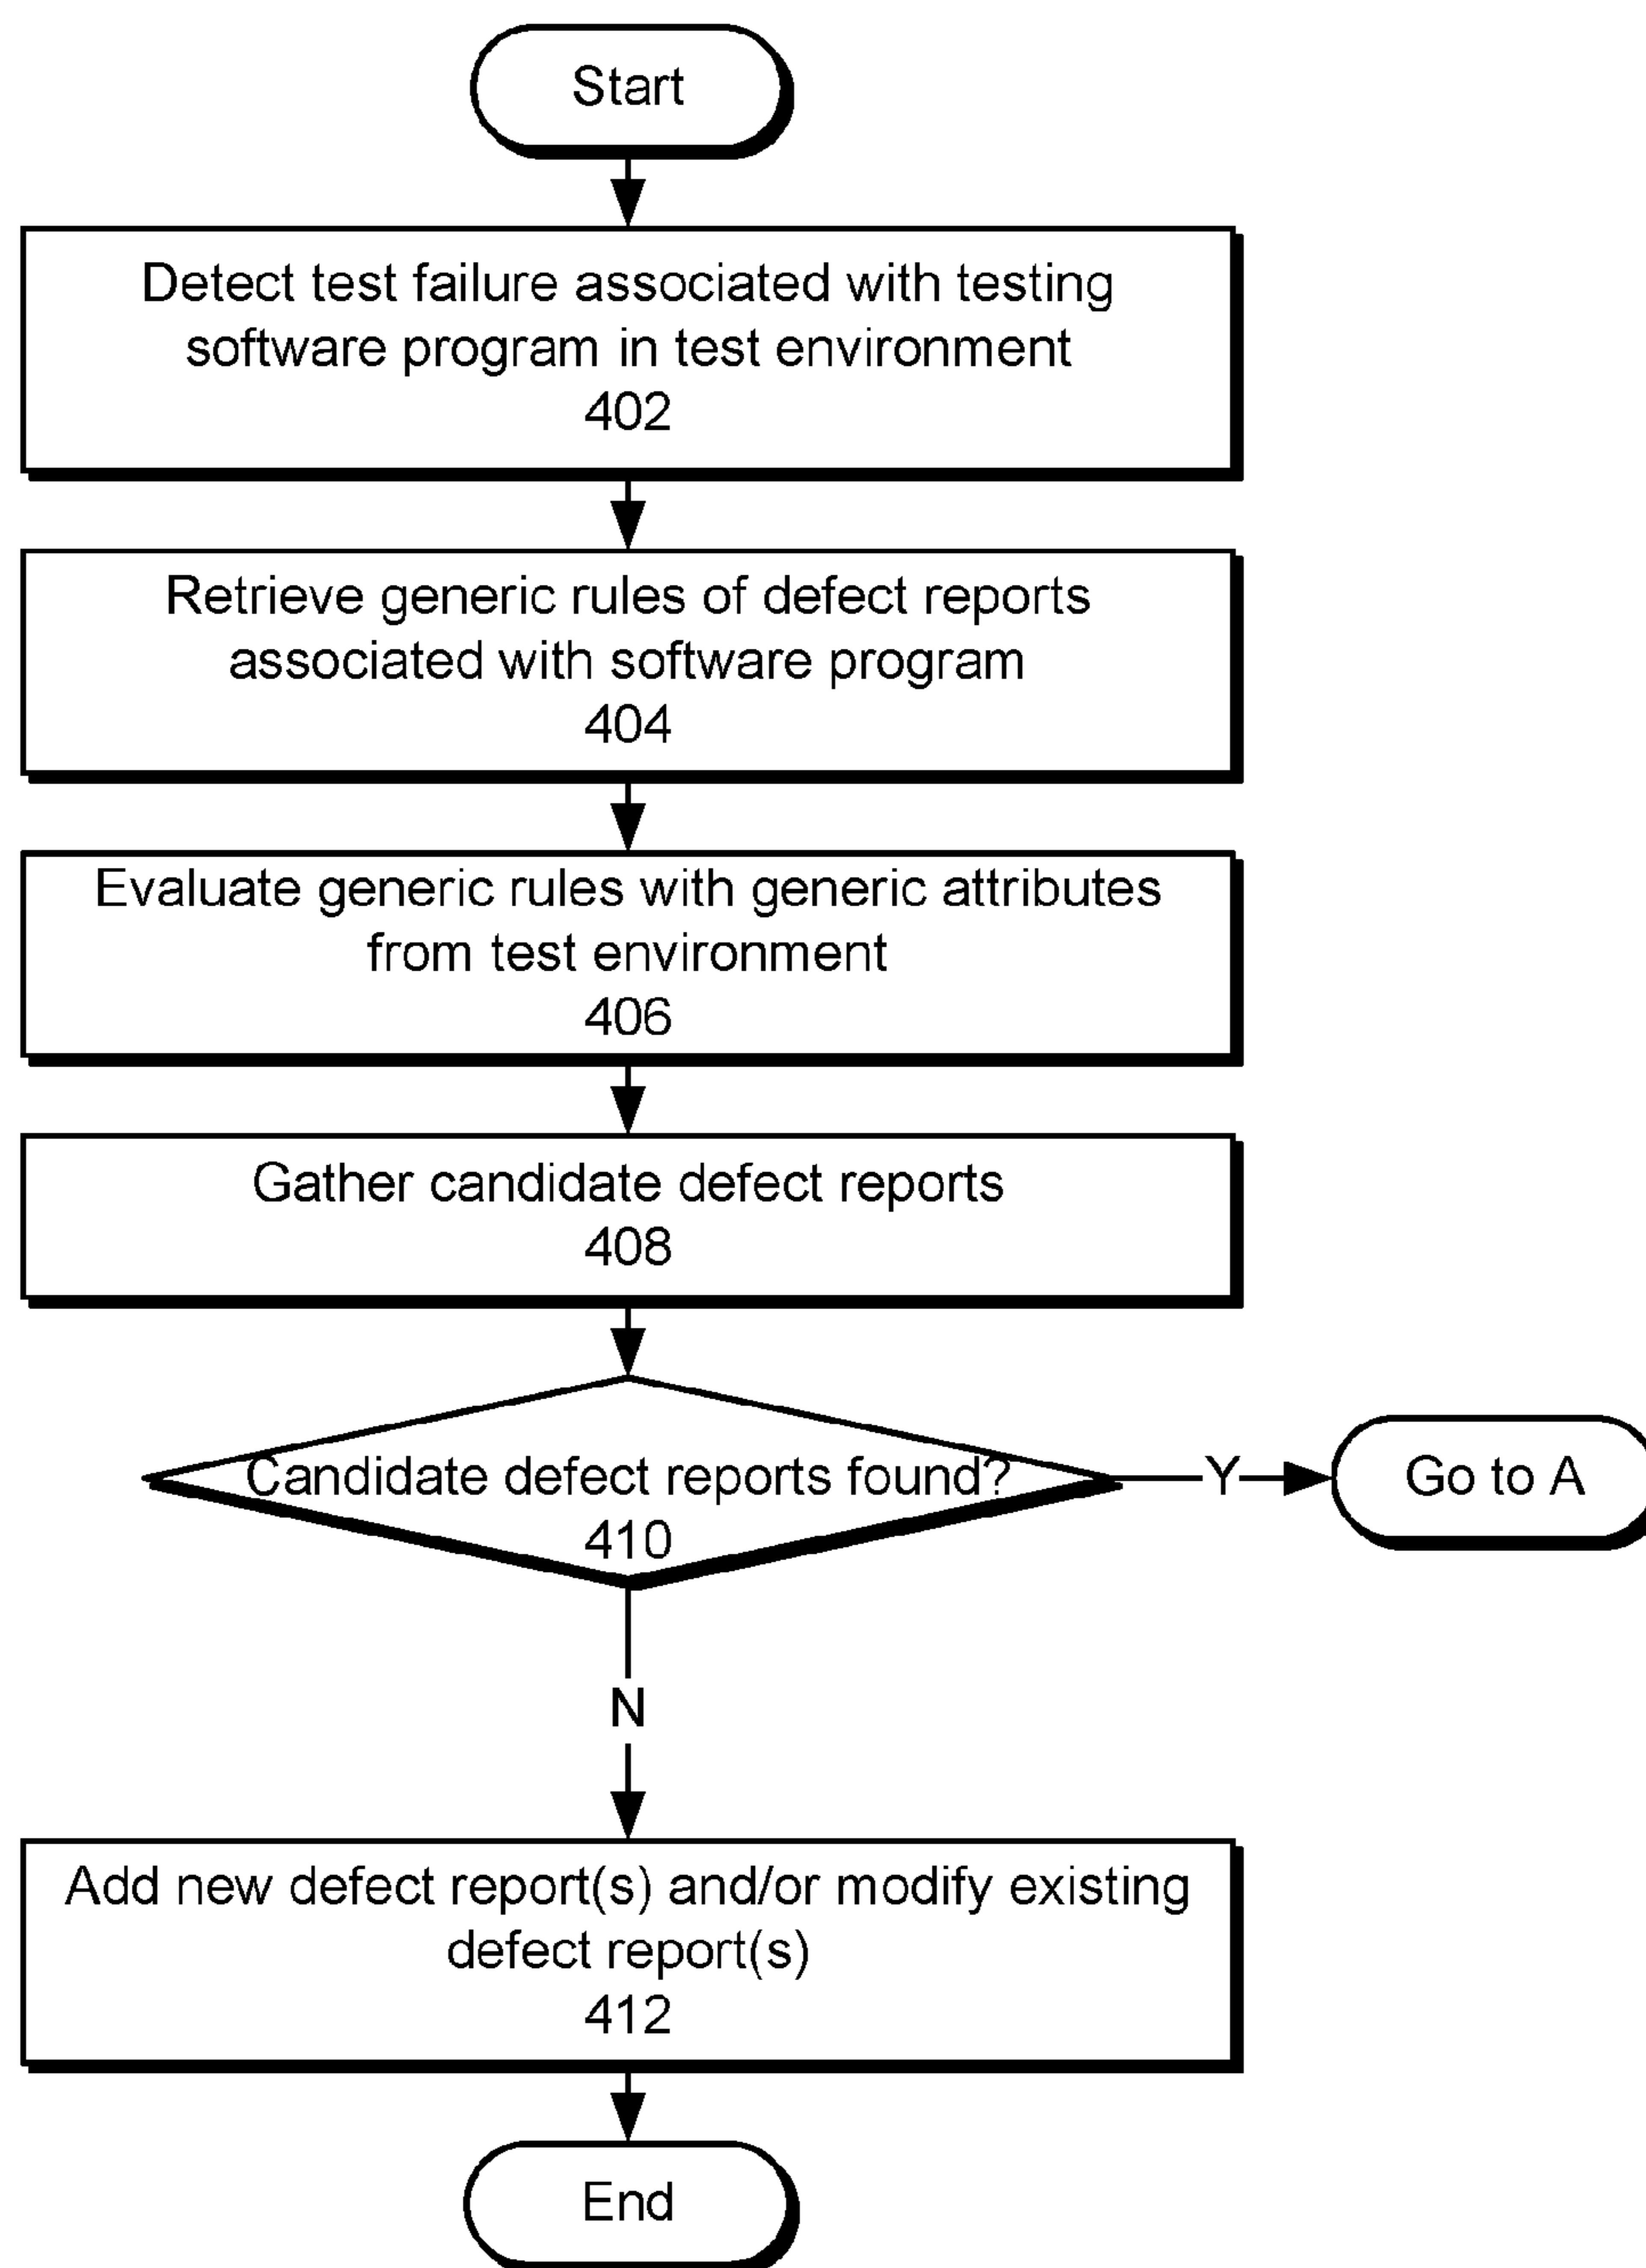 Start
Detect test failure associated with testing
software program in test environment
402
Retrieve generic rules of defect reports
associated with software program
404
Evaluate generic rules with generic attributes
from test environment
406
Gather candidate defect reports
408
Candidate defect reports found?
410
Y
Go to A
N
Add new defect report(s) and/or modify existing
defect report(s)
412
End